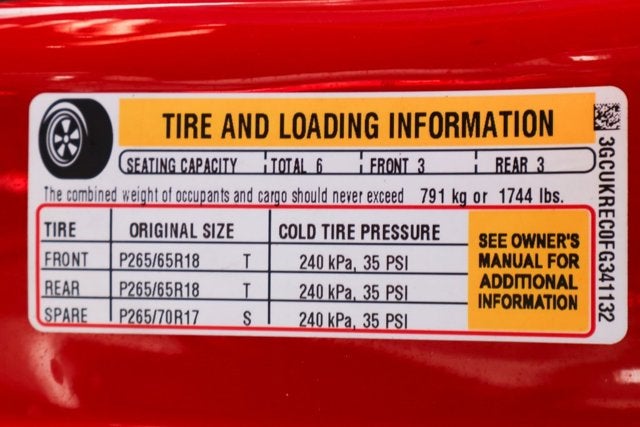 TIRE AND LOADING INFORMATION
SEATING CAPACITY TOTAL 6 FRONT 3 REAR 3
The combined weight of occupants and cargo should never exceed 791 kg or 1744 lbs.
TIRE ORIGINAL SIZE COLD TIRE PRESSURE
FRONT P265/65R18 T 240 kPa, 35 PSI
REAR P265/65R18 T 240 kPa, 35 PSI
SPARE P265/70R17 S 240 kPa, 35 PSI
SEE OWNER'S
MANUAL FOR
ADDITIONAL
INFORMATION
3GCUKREC0FG341132